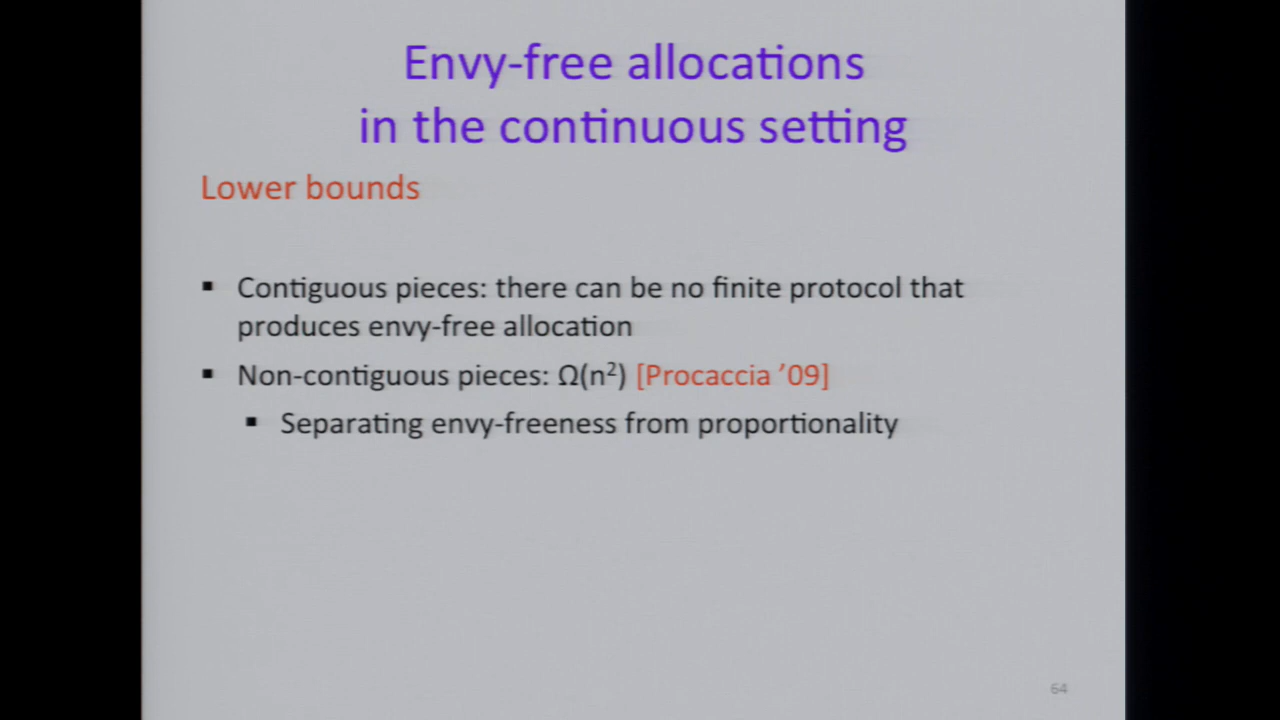 Envy-free allocations
in the continuous setting
Lower bounds
▪ Contiguous pieces: there can be no finite protocol that
produces envy-free allocation
▪ Non-contiguous pieces: Ω(n²) [Procaccia ’09]
▪ Separating envy-freeness from proportionality
64